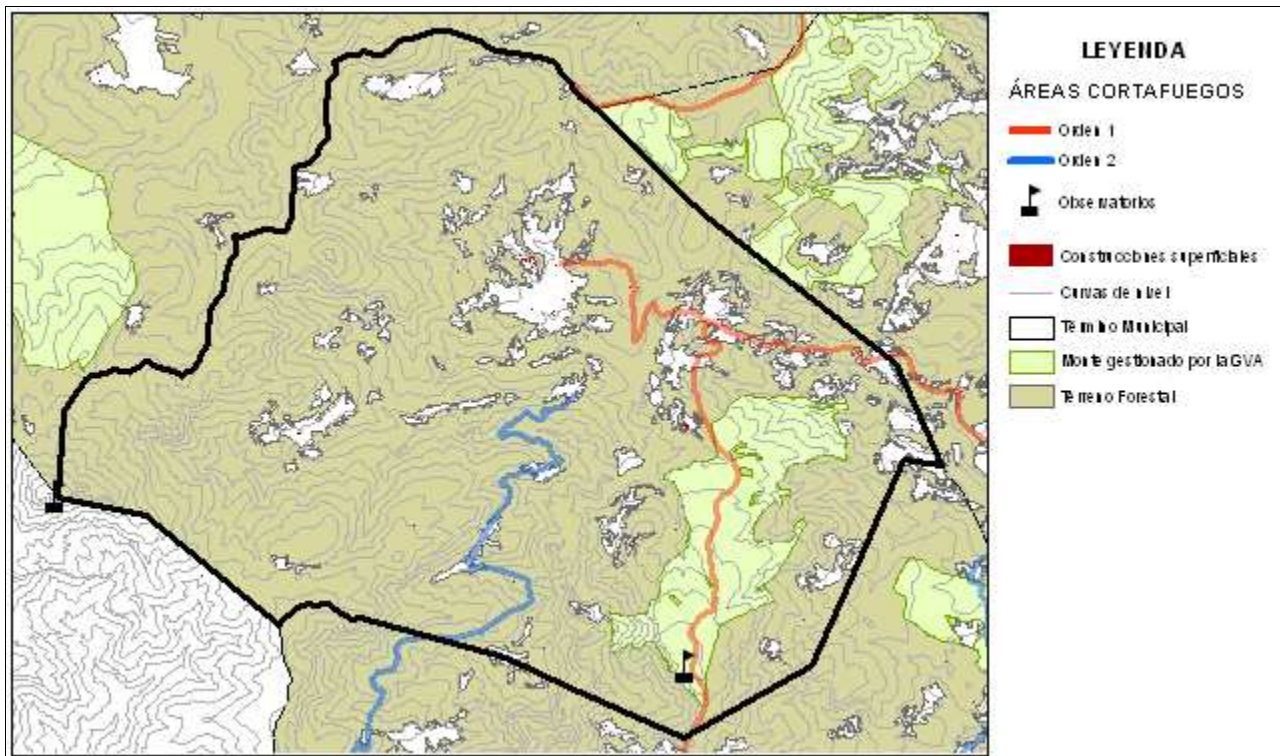 LEYENDA
ÁREAS CORTAFUEGOS
Orden 1
Orden 2
Observatorios
Construcciones superficiales
Curvas de nivel
Término Municipal
Monte gestionado por la GVA
Terreno Forestal